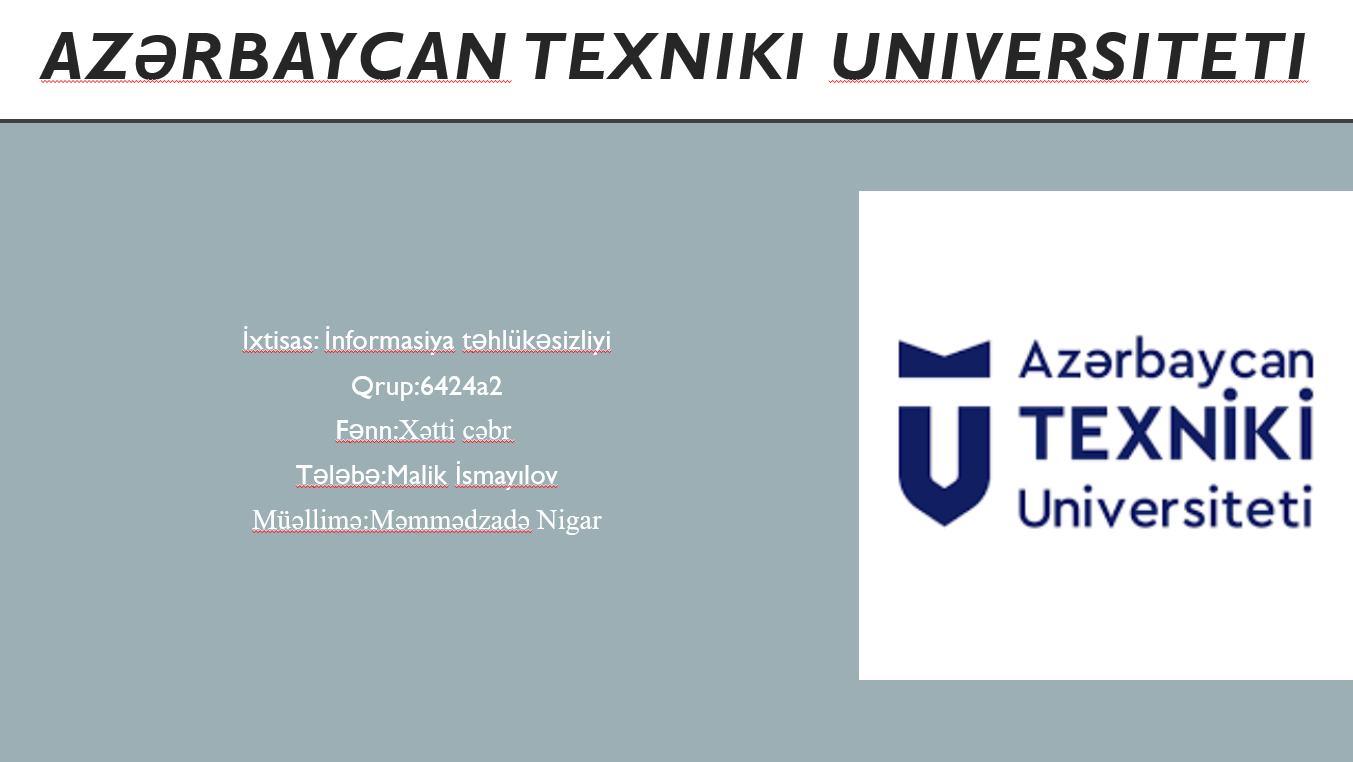 AZƏRBAYCAN TEXNIKI UNIVERSITETI
İxtisas: İnformasiya təhlükəsizliyi
Qrup:6424a2
Fənn:Xətti cəbr
Tələbə:Malik İsmayılov
Müəllimə:Məmmədzadə Nigar
Azərbaycan
TEXNİKİ
Universiteti